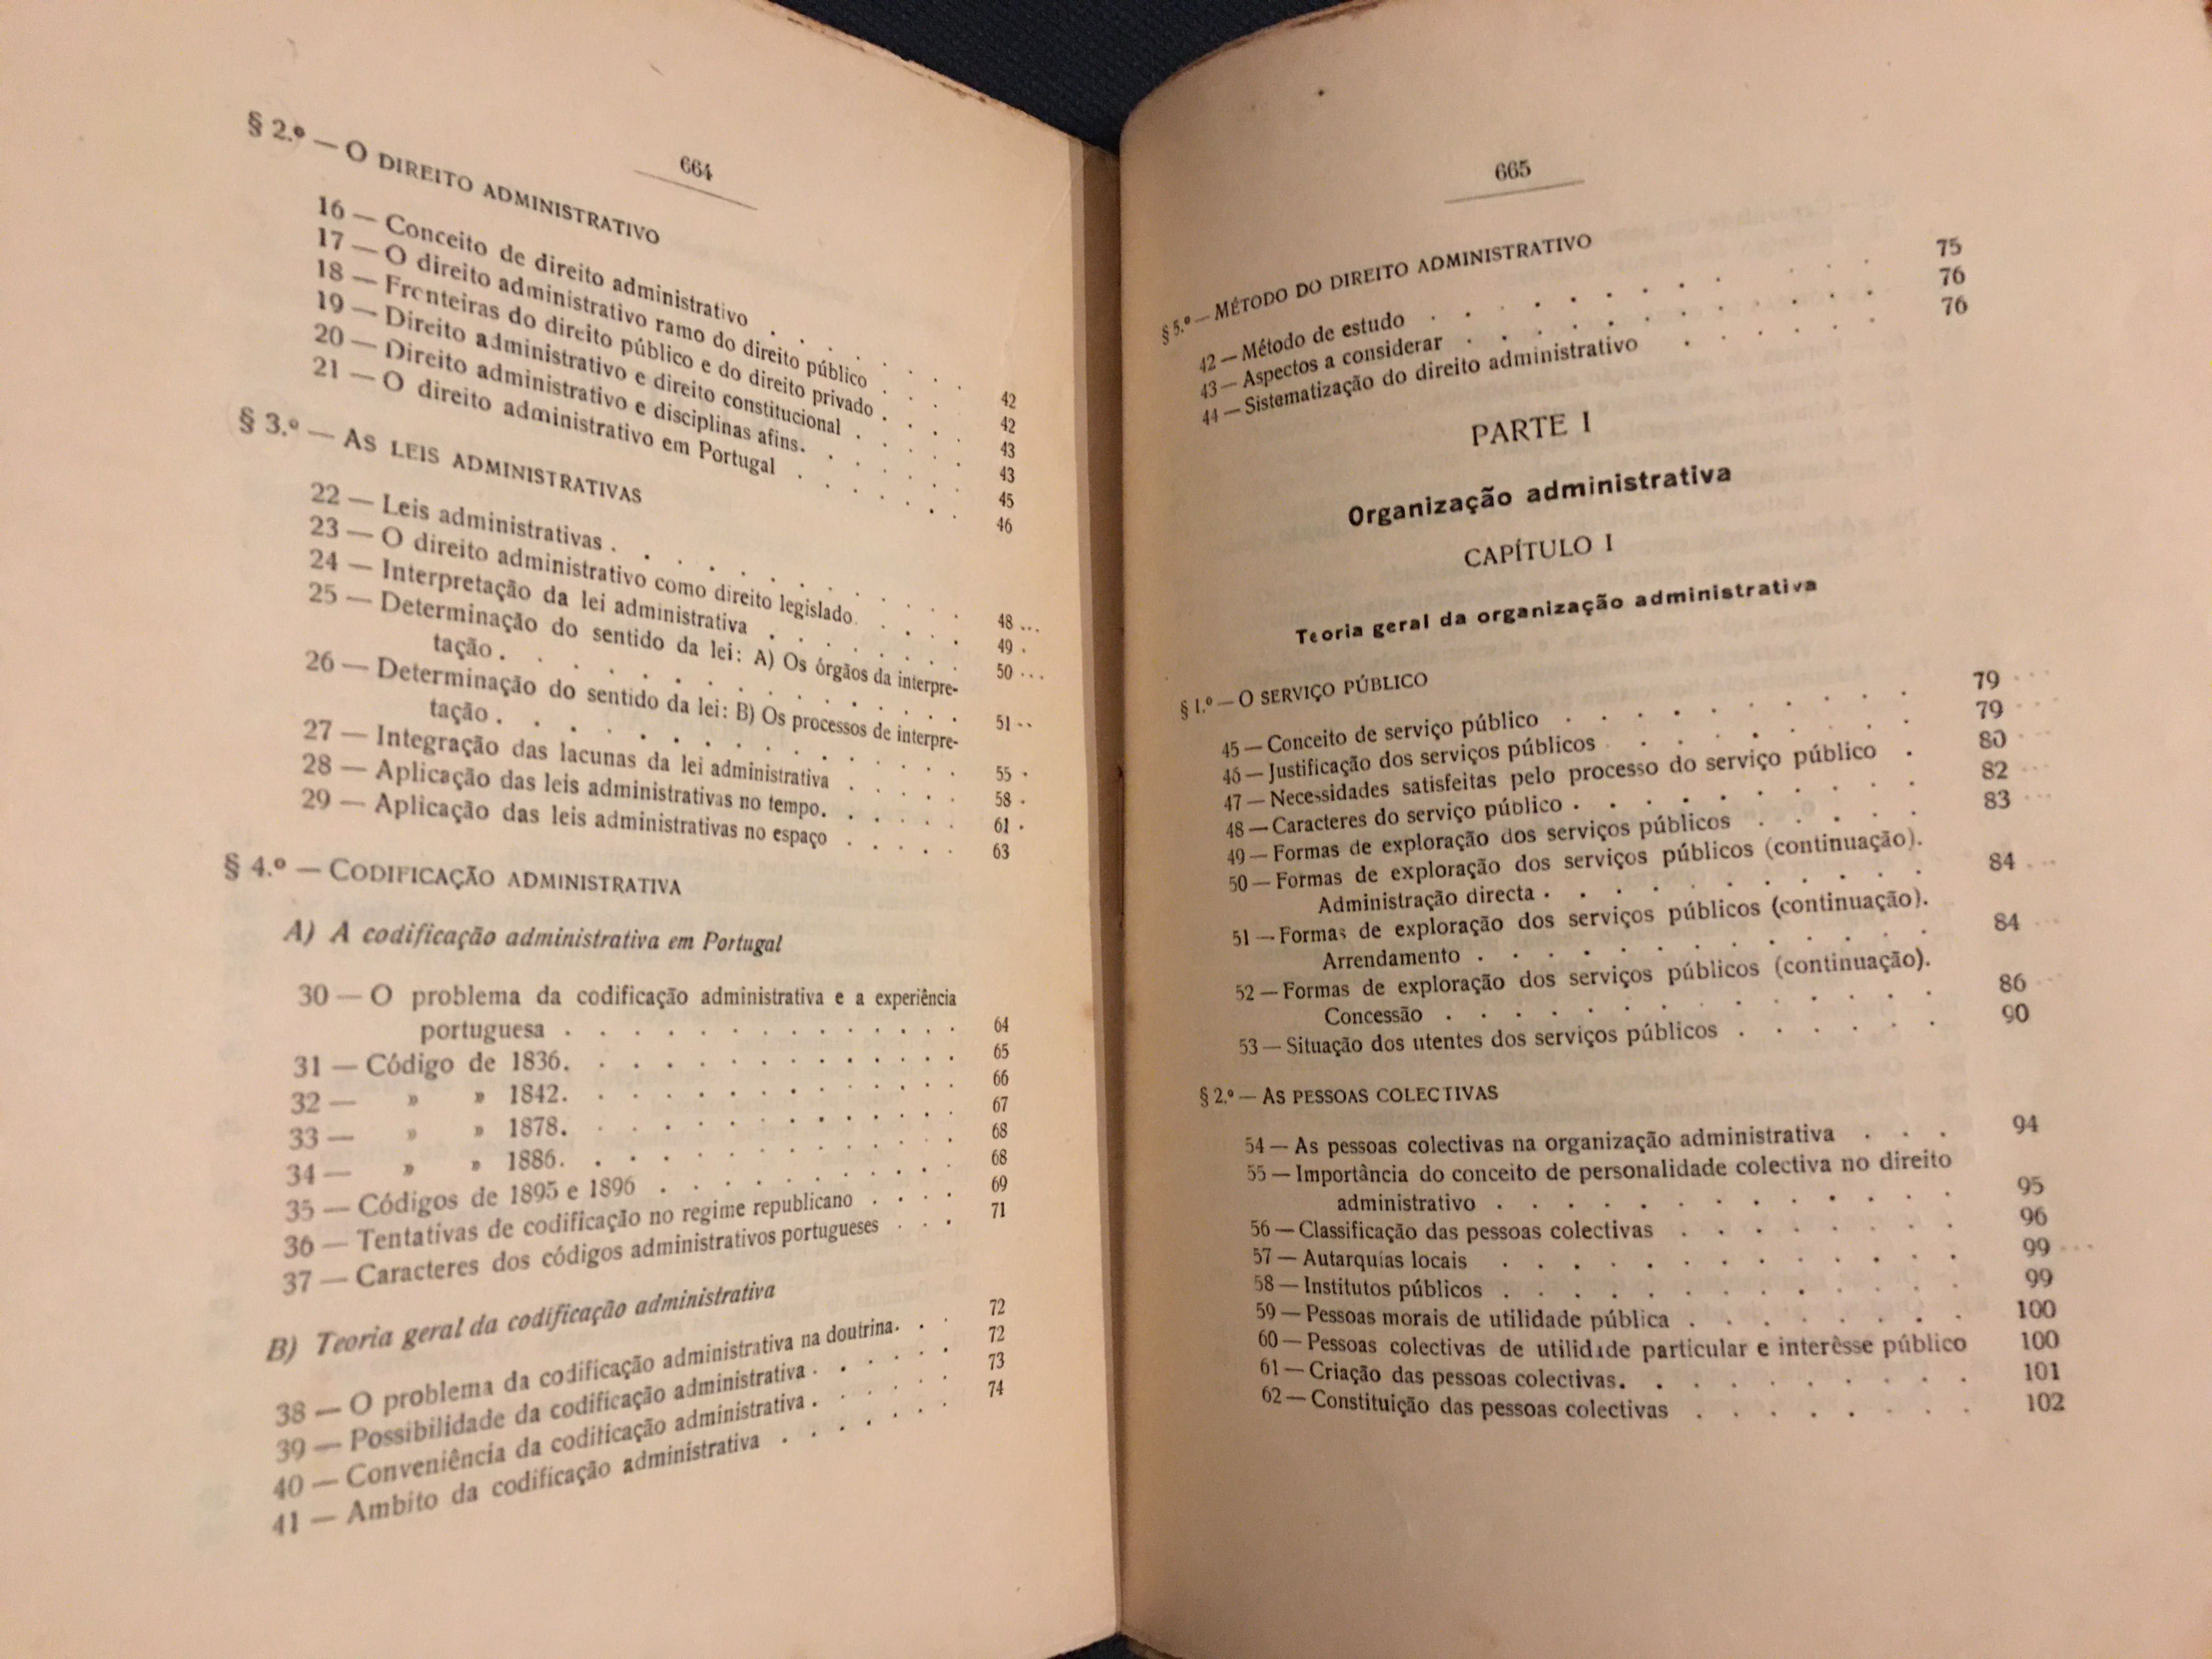 664
§ 2.º — O DIREITO ADMINISTRATIVO
16 — Conceito de direito administrativo . . . . . . 42
17 — O direito administrativo ramo do direito público . . . 42
18 — Fronteiras do direito público e do direito privado . . . . 43
19 — Direito administrativo e direito constitucional . . . . 43
20 — Direito administrativo e disciplinas afins. . . . . . 45
21 — O direito administrativo em Portugal . . . . . . 46
§ 3.º — AS LEIS ADMINISTRATIVAS
22 — Leis administrativas . . . . . . . . . . . 48 ...
23 — O direito administrativo como direito legislado. . . . 49 .
24 — Interpretação da lei administrativa . . . . . . . 50 ...
25 — Determinação do sentido da lei: A) Os órgãos da interpre-
tação . . . . . . . . . . . . . . 51 ..
26 — Determinação do sentido da lei: B) Os processos de interpre-
tação . . . . . . . . . . . . . . 55 .
27 — Integração das lacunas da lei administrativa . . . . 58 .
28 — Aplicação das leis administrativas no tempo. . . . . 61 .
29 — Aplicação das leis administrativas no espaço . . . . 63
§ 4.º — CODIFICAÇÃO ADMINISTRATIVA
A) A codificação administrativa em Portugal
30 — O problema da codificação administrativa e a experiência
portuguesa . . . . . . . . . . . . 64
31 — Código de 1836. . . . . . . . . . . . 65
32 — » » 1842. . . . . . . . . . . . 66
33 — » » 1878. . . . . . . . . . . . 67
34 — » » 1886. . . . . . . . . . . . 68
35 — Códigos de 1895 e 1896 . . . . . . . . . 68
36 — Tentativas de codificação no regime republicano . . . . 69
37 — Caracteres dos códigos administrativos portugueses . . . 71
B) Teoria geral da codificação administrativa
38 — O problema da codificação administrativa na doutrina. . . 72
39 — Possibilidade da codificação administrativa . . . . . 72
40 — Conveniência da codificação administrativa . . . . . 73
41 — Ambito da codificação administrativa . . . . . . 74
665
§ 5.º — MÉTODO DO DIREITO ADMINISTRATIVO
42 — Método de estudo . . . . . . . . . . . . 75
43 — Aspectos a considerar . . . . . . . . . . . 76
44 — Sistematização do direito administrativo . . . . . . 76
PARTE I
Organização administrativa
CAPÍTULO I
Teoria geral da organização administrativa
§ 1.º — O SERVIÇO PÚBLICO
45 — Conceito de serviço público . . . . . . . . . . 79
46 — Justificação dos serviços públicos . . . . . . . . 79
47 — Necessidades satisfeitas pelo processo do serviço público . 80
48 — Caracteres do serviço público . . . . . . . . . . 82
49 — Formas de exploração dos serviços públicos . . . . . 83
50 — Formas de exploração dos serviços públicos (continuação).
Administração directa . . . . . . . . . . . 84
51 — Formas de exploração dos serviços públicos (continuação).
Arrendamento . . . . . . . . . . . . . 84
52 — Formas de exploração dos serviços públicos (continuação).
Concessão . . . . . . . . . . . . . . 86
53 — Situação dos utentes dos serviços públicos . . . . . . 90
§ 2.º — AS PESSOAS COLECTIVAS
54 — As pessoas colectivas na organização administrativa . . . 94
55 — Importância do conceito de personalidade colectiva no direito
administrativo . . . . . . . . . . . . . 95
56 — Classificação das pessoas colectivas . . . . . . . . 96
57 — Autarquias locais . . . . . . . . . . . . . 99 ...
58 — Institutos públicos . . . . . . . . . . . . . 99
59 — Pessoas morais de utilidade pública . . . . . . . . 100
60 — Pessoas colectivas de utilidade particular e interêsse público 100
61 — Criação das pessoas colectivas. . . . . . . . . . 101
62 — Constituição das pessoas colectivas . . . . . . . . 102